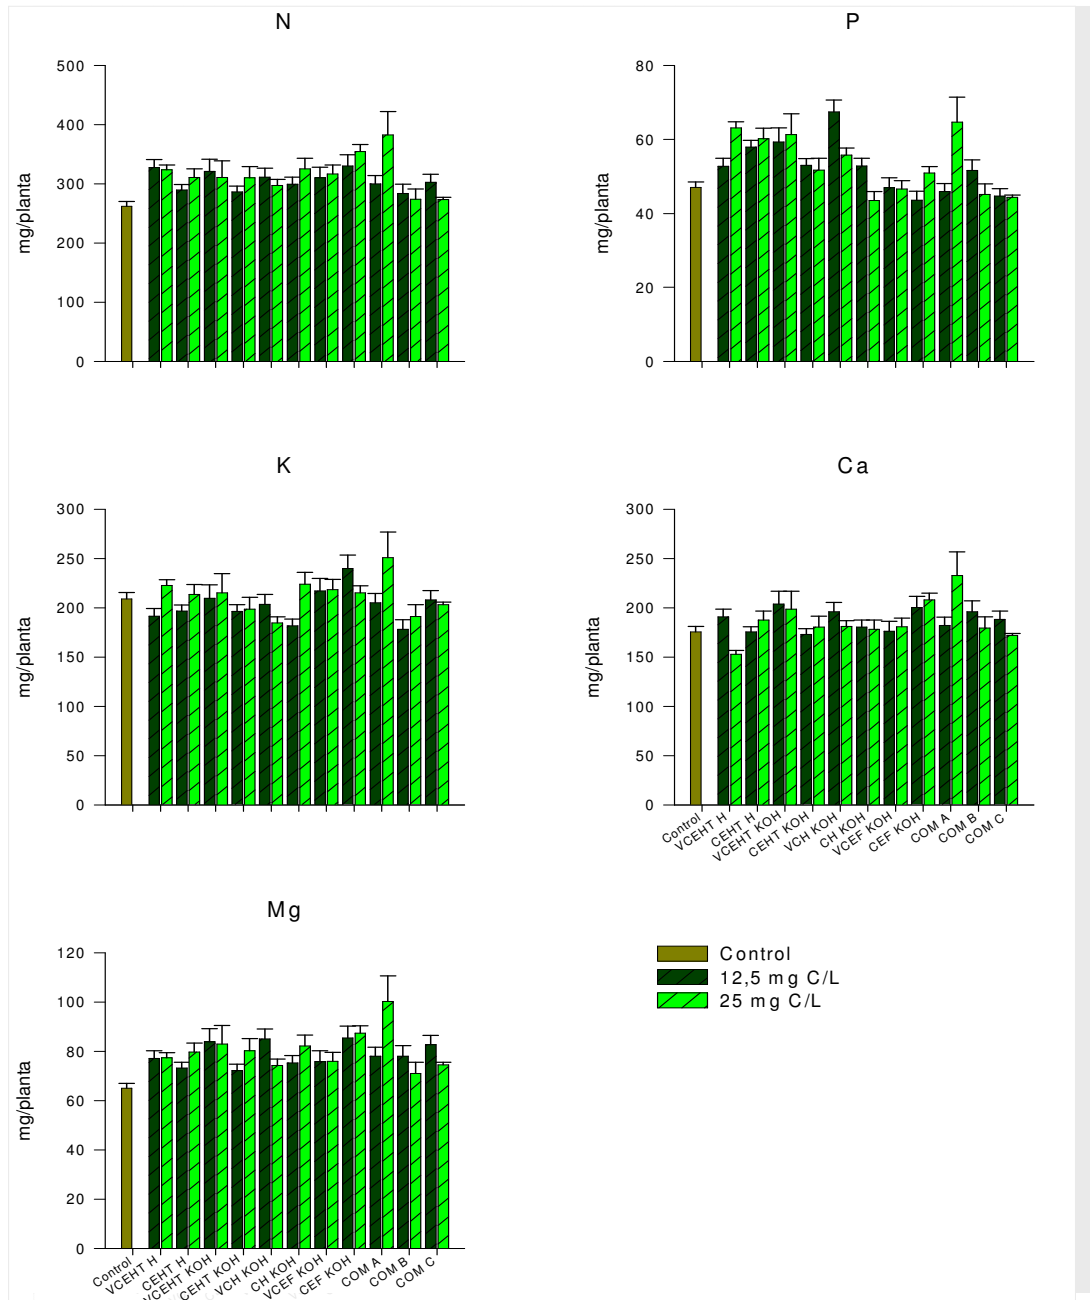 N
mg/planta
500
400
300
200
100
0
P
mg/planta
80
60
40
20
0
K
mg/planta
300
250
200
150
100
50
0
Ca
mg/planta
300
250
200
150
100
50
0
Control
VCEHT H
CEHT H
VCEHT KOH
CEHT KOH
VCH KOH
CH KOH
VCEF KOH
CEF KOH
COM A
COM B
COM C
Mg
mg/planta
120
100
80
60
40
20
0
Control
VCEHT H
CEHT H
VCEHT KOH
CEHT KOH
VCH KOH
CH KOH
VCEF KOH
CEF KOH
COM A
COM B
COM C
Control
12,5 mg C/L
25 mg C/L